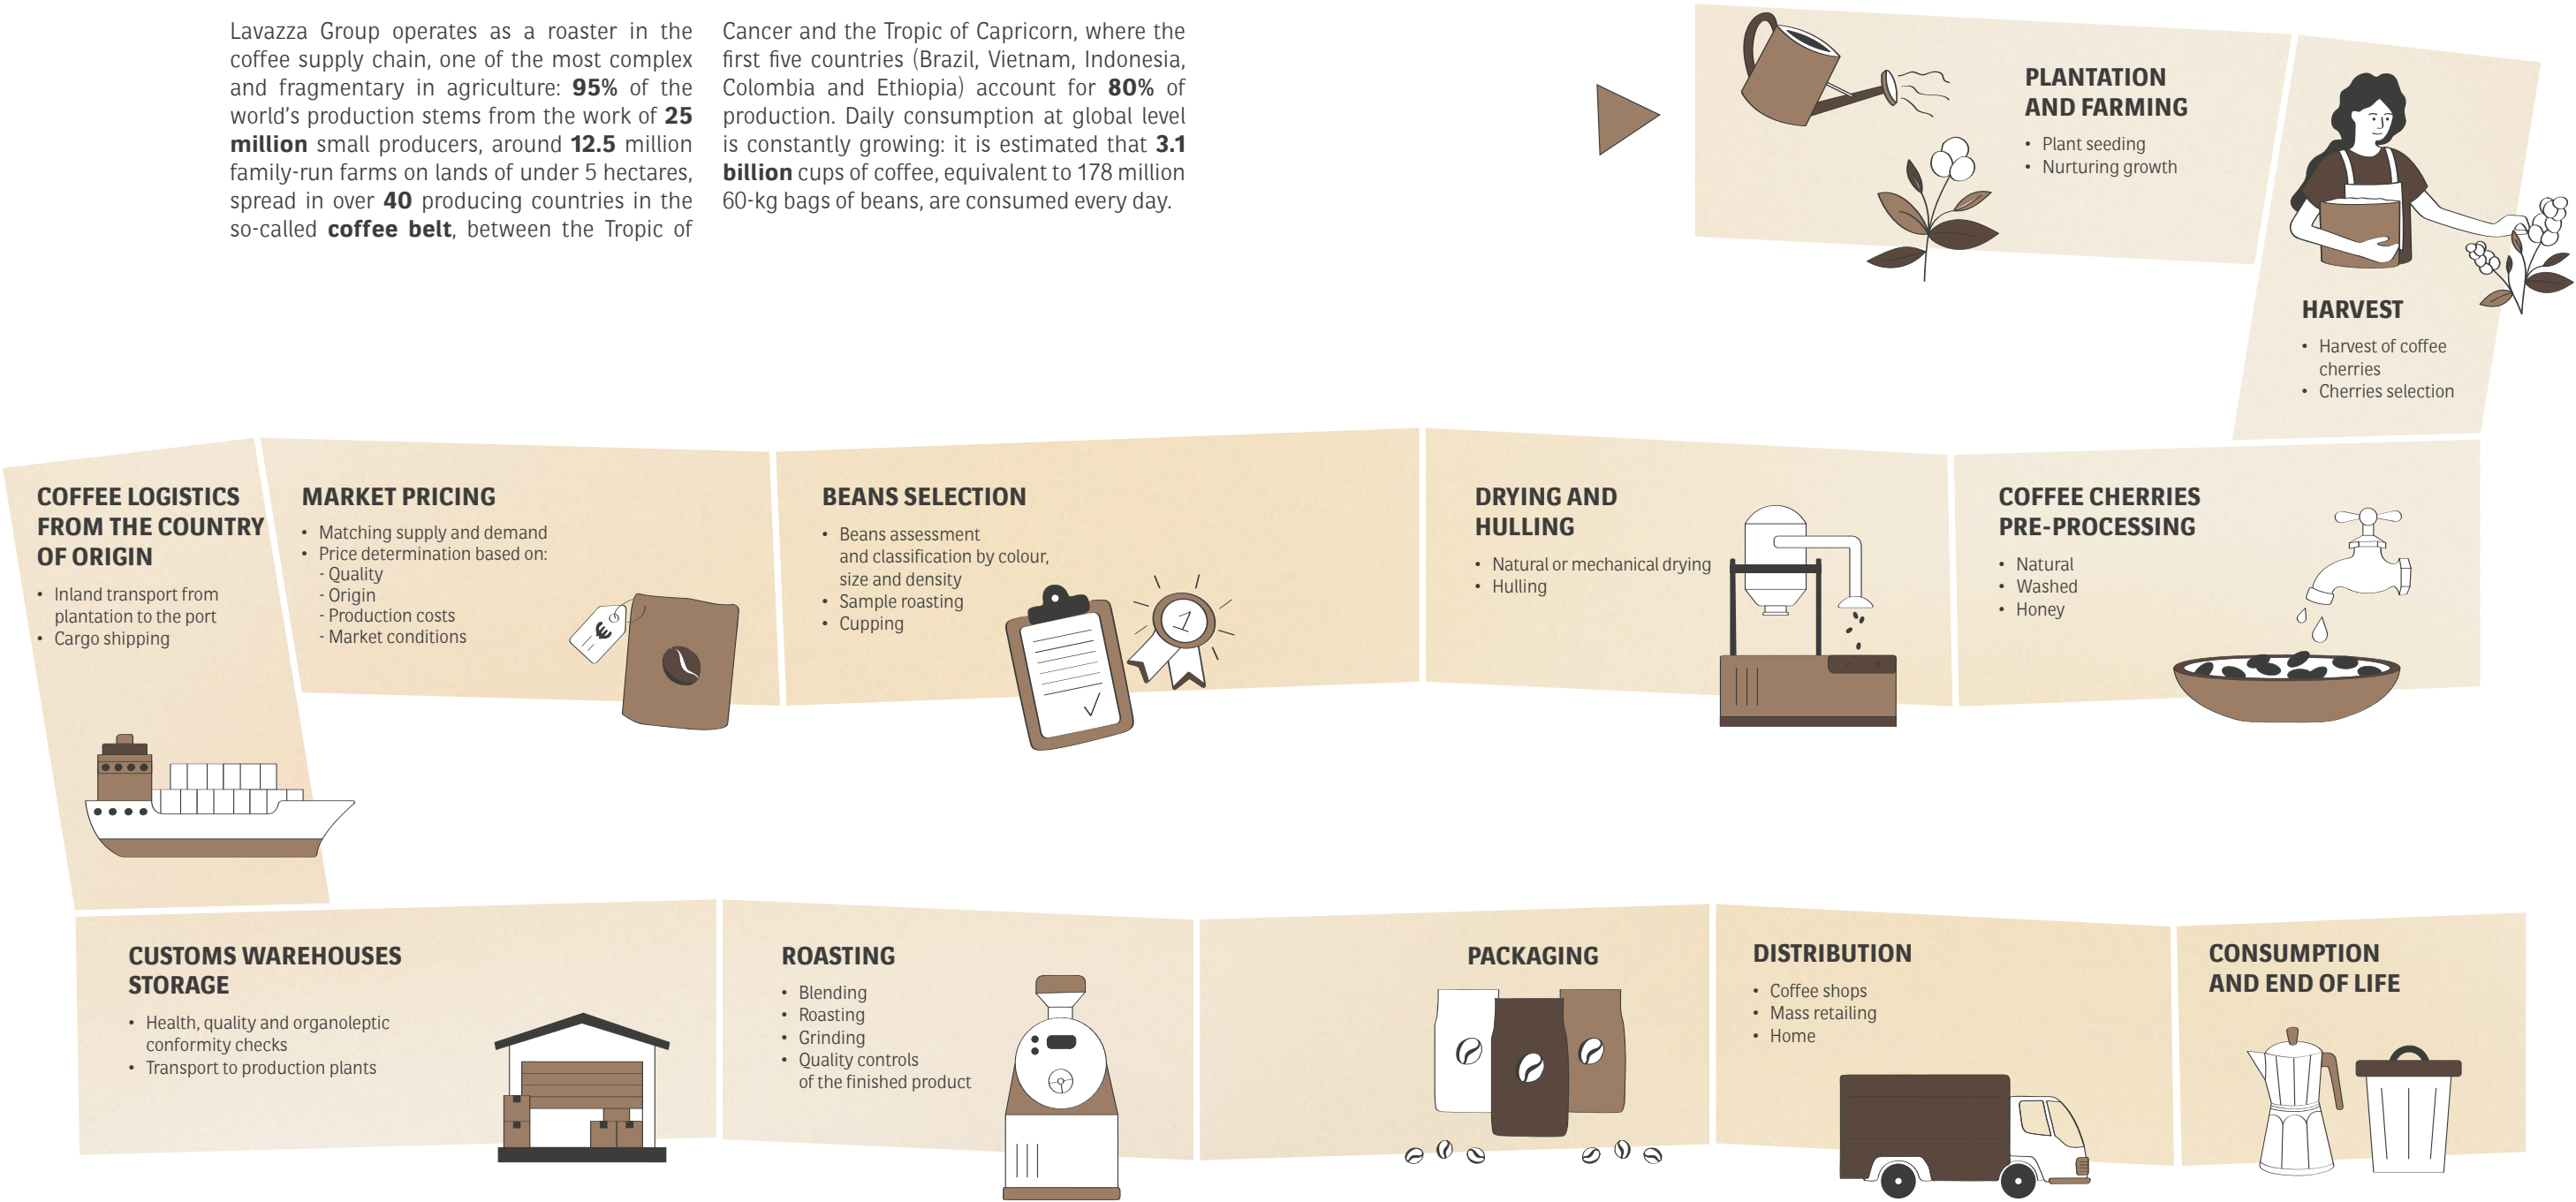 Lavazza Group operates as a roaster in the
coffee supply chain, one of the most complex
and fragmentary in agriculture: 95% of the
world's production stems from the work of 25
million small producers, around 12.5 million
family-run farms on lands of under 5 hectares,
spread in over 40 producing countries in the
so-called coffee belt, between the Tropic of
Cancer and the Tropic of Capricorn, where the
first five countries (Brazil, Vietnam, Indonesia,
Colombia and Ethiopia) account for 80% of
production. Daily consumption at global level
is constantly growing: it is estimated that 3.1
billion cups of coffee, equivalent to 178 million
60-kg bags of beans, are consumed every day.
PLANTATION
AND FARMING
• Plant seeding
• Nurturing growth
HARVEST
• Harvest of coffee
cherries
• Cherries selection
COFFEE CHERRIES
PRE-PROCESSING
• Natural
• Washed
• Honey
DRYING AND
HULLING
• Natural or mechanical drying
• Hulling
BEANS SELECTION
• Beans assessment
and classification by colour,
size and density
• Sample roasting
• Cupping
1
MARKET PRICING
• Matching supply and demand
• Price determination based on:
- Quality
- Origin
- Production costs
- Market conditions
€
COFFEE LOGISTICS
FROM THE COUNTRY
OF ORIGIN
• Inland transport from
plantation to the port
• Cargo shipping
CUSTOMS WAREHOUSES
STORAGE
• Health, quality and organoleptic
conformity checks
• Transport to production plants
ROASTING
• Blending
• Roasting
• Grinding
• Quality controls
of the finished product
PACKAGING
DISTRIBUTION
• Coffee shops
• Mass retailing
• Home
CONSUMPTION
AND END OF LIFE